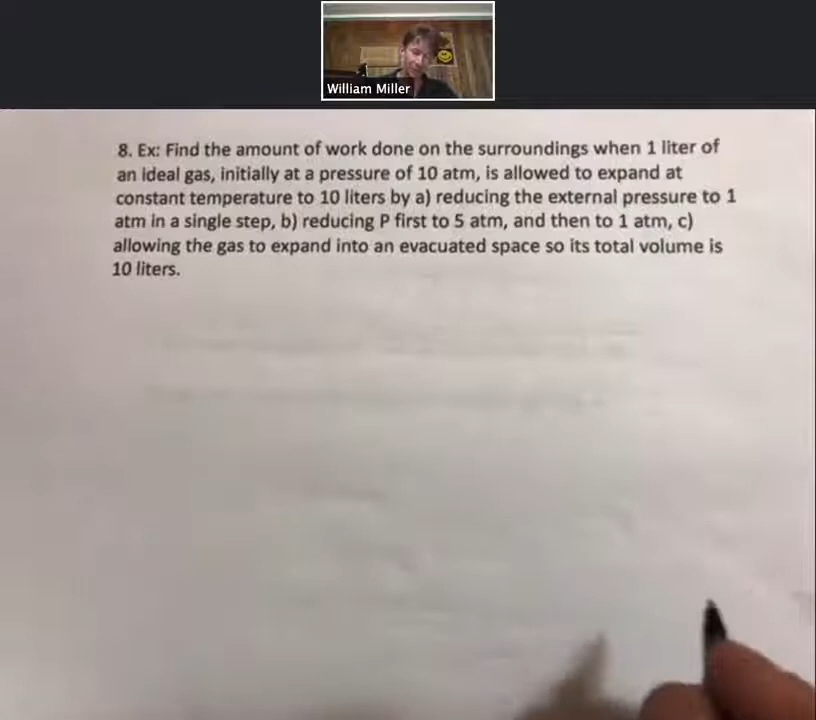 William Miller
8. Ex: Find the amount of work done on the surroundings when 1 liter of
an ideal gas, initially at a pressure of 10 atm, is allowed to expand at
constant temperature to 10 liters by a) reducing the external pressure to 1
atm in a single step, b) reducing P first to 5 atm, and then to 1 atm, c)
allowing the gas to expand into an evacuated space so its total volume is
10 liters.